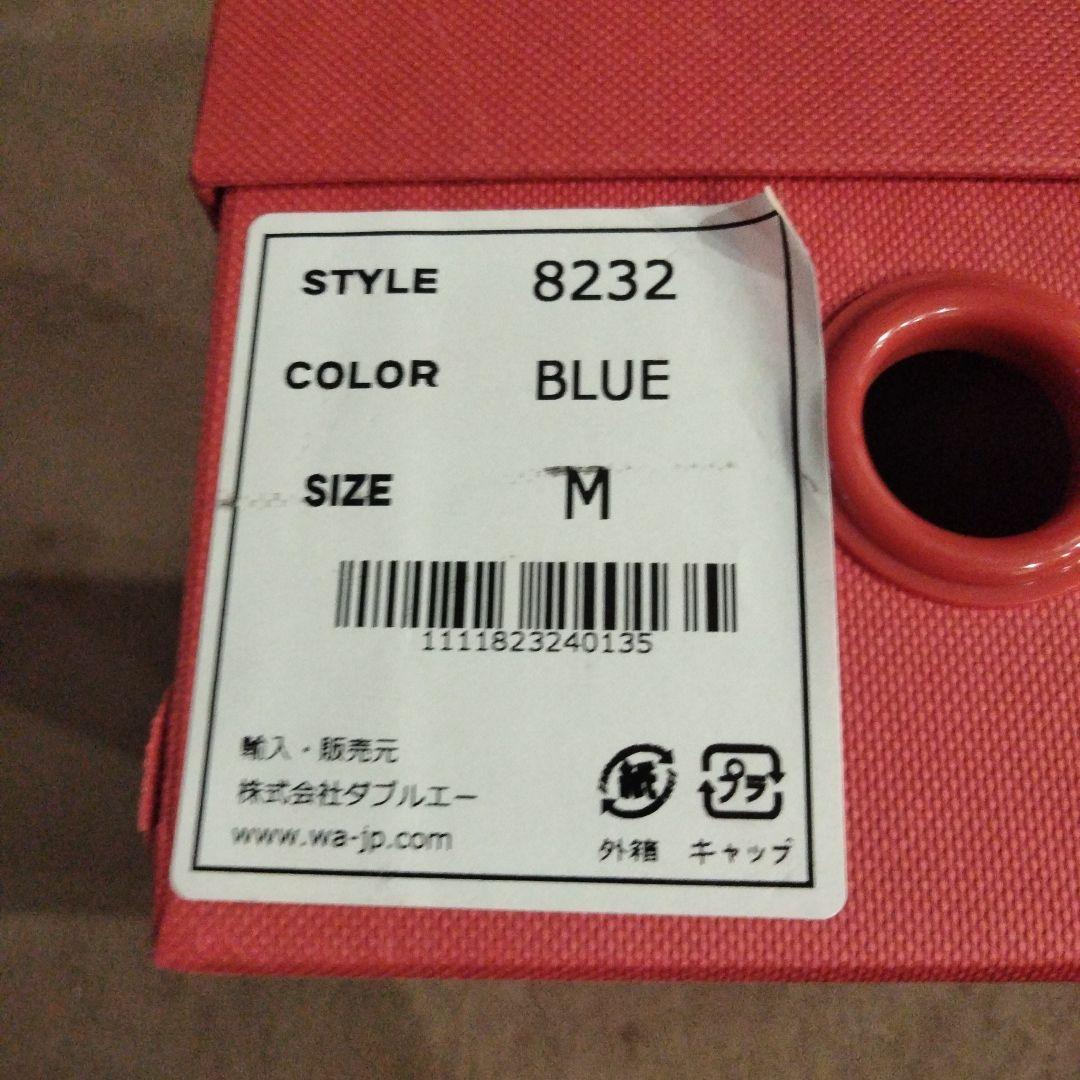 STYLE 8232
COLOR BLUE
SIZE M
1111823240135
輸入・販売元
株式会社ダブルエー
www.wa-jp.com
紙 プラ
外箱 キャップ